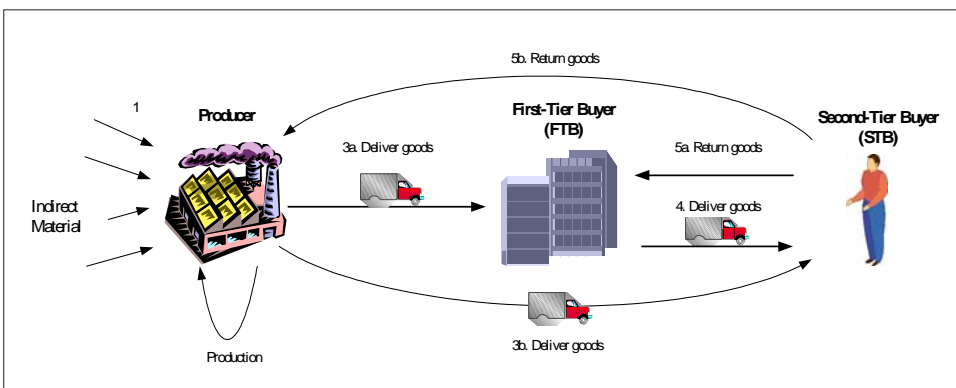 5b. Return goods
1
Producer
First-Tier Buyer
(FTB)
Second-Tier Buyer
(STB)
3a. Deliver goods
5a. Return goods
Indirect
Material
4. Deliver goods
3b. Deliver goods
Production